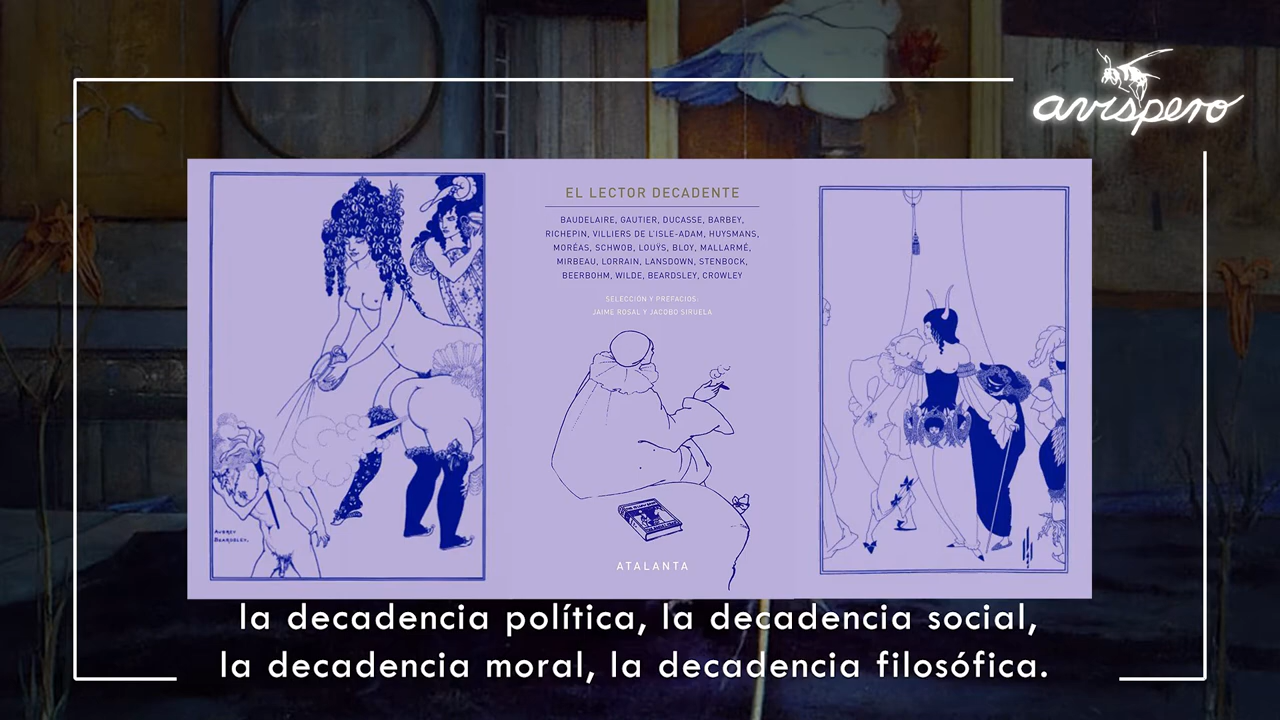 avispero
EL LECTOR DECADENTE
BAUDELAIRE, GAUTIER, DUCASSE, BARBEY,
RICHEPIN, VILLIERS DE L'ISLE-ADAM, HUYSMANS,
MORÉAS, SCHWOB, LOUŸS, BLOY, MALLARMÉ,
MIRBEAU, LORRAIN, LANSDOWN, STENBOCK,
BEERBOHM, WILDE, BEARDSLEY, CROWLEY
SELECCIÓN Y PREFACIOS:
JAIME ROSAL Y JACOBO SIRUELA
AUBREY
BEARDSLEY.
ATALANTA
la decadencia política, la decadencia social,
la decadencia moral, la decadencia filosófica.